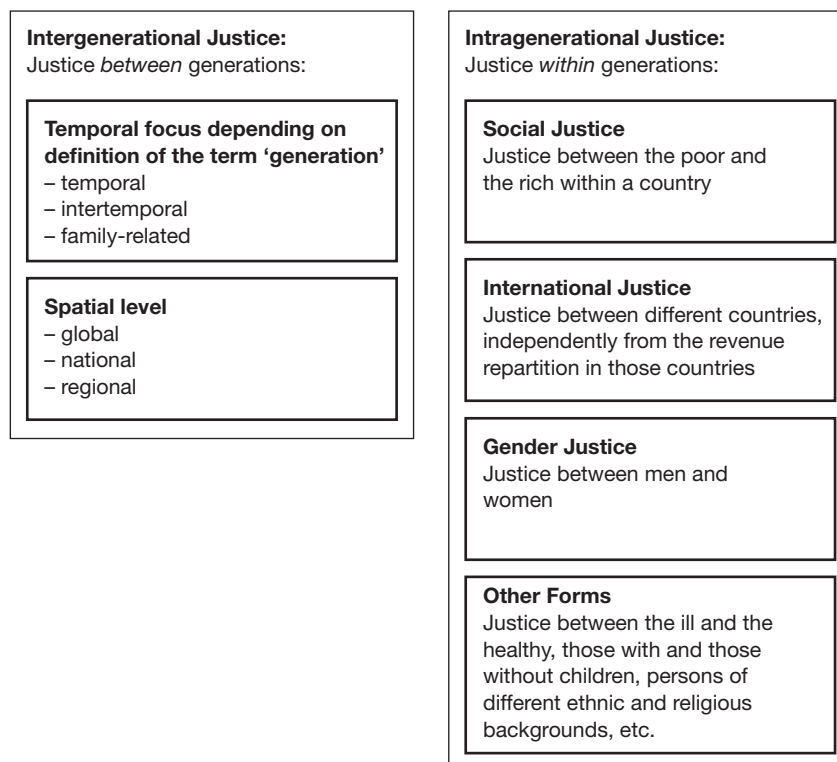 Intergenerational Justice:
Justice between generations:
Temporal focus depending on
definition of the term ‘generation’
– temporal
– intertemporal
– family-related
Spatial level
– global
– national
– regional
Intragenerational Justice:
Justice within generations:
Social Justice
Justice between the poor and
the rich within a country
International Justice
Justice between different countries,
independently from the revenue
repartition in those countries
Gender Justice
Justice between men and
women
Other Forms
Justice between the ill and the
healthy, those with and those
without children, persons of
different ethnic and religious
backgrounds, etc.